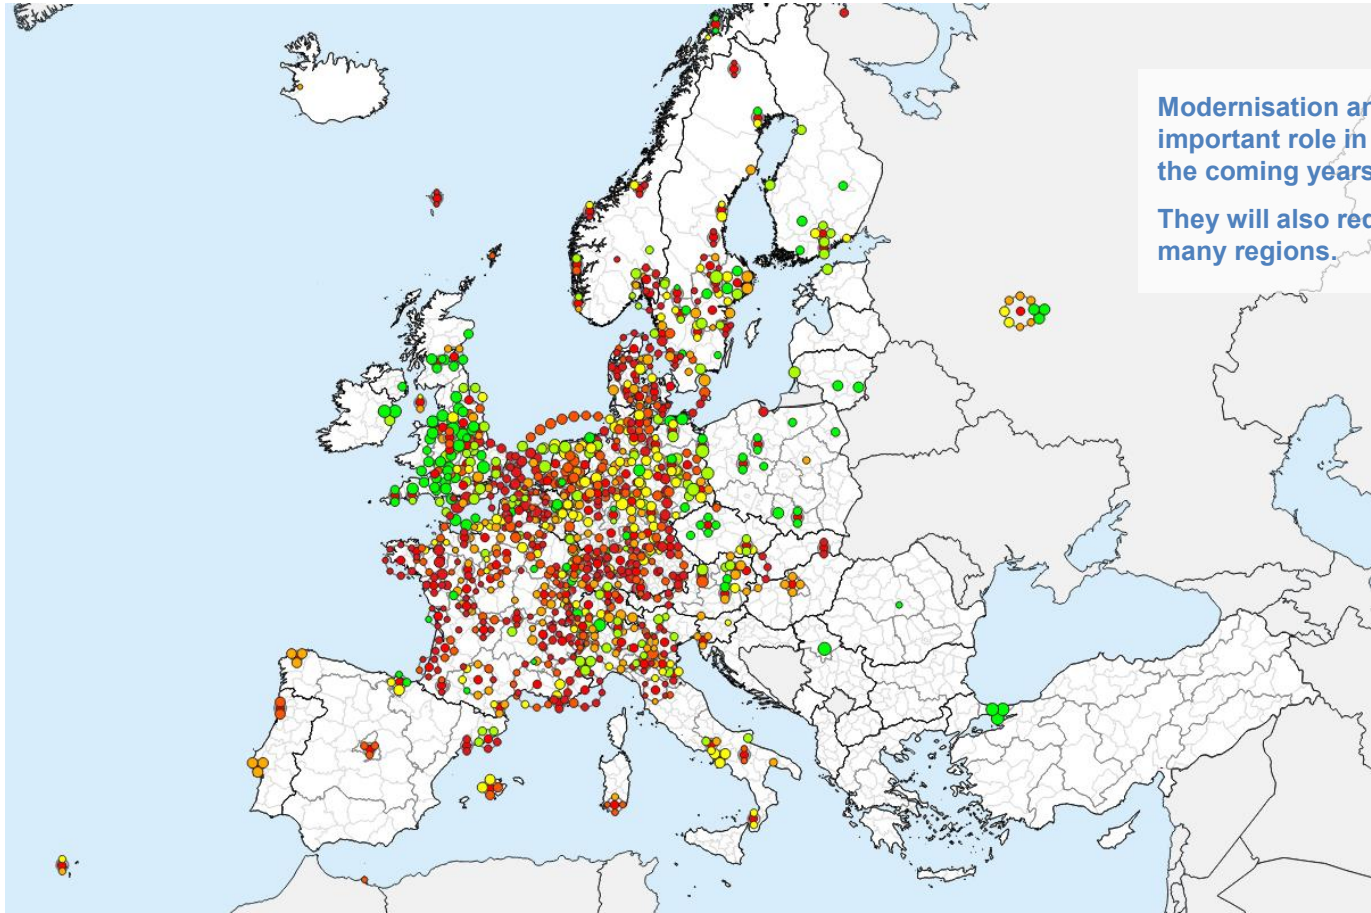 Modernisation an
important role in
the coming years
They will also red
many regions.